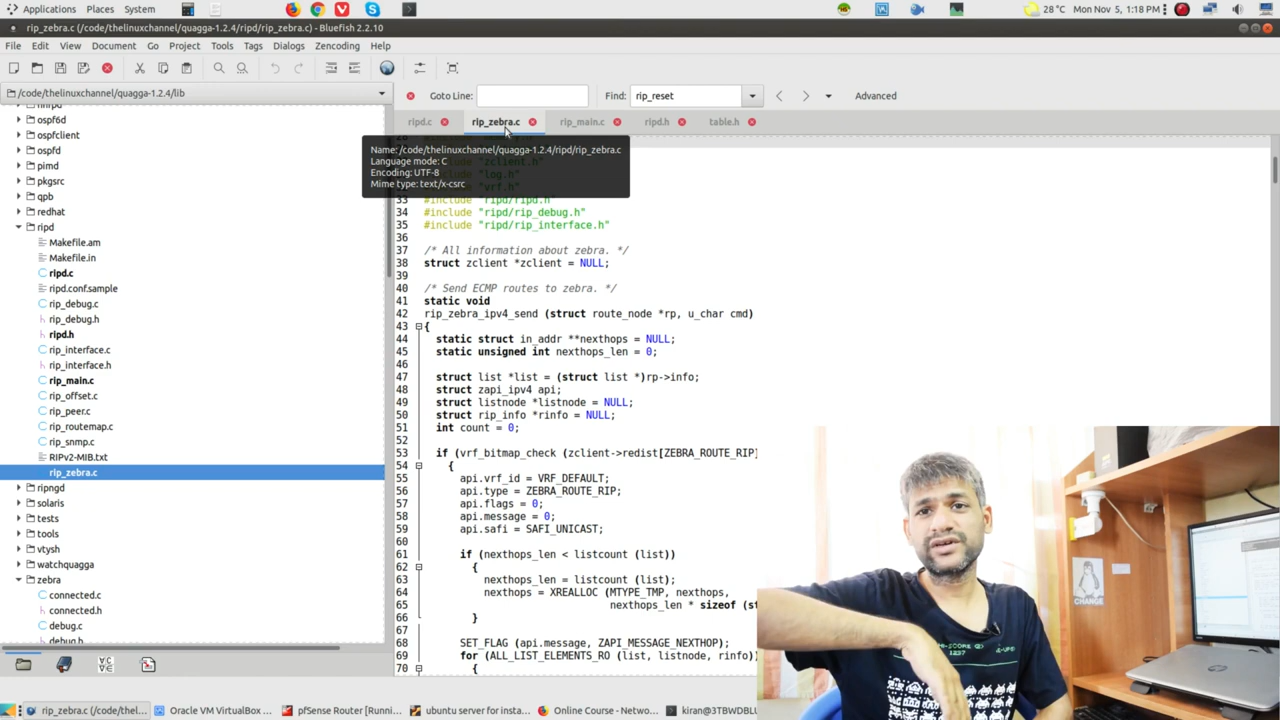 Applications Places System
28 °C Mon Nov 5, 1:18 PM
rip_zebra.c (/code/thelinuxchannel/quagga-1.2.4/ripd/rip_zebra.c) - Bluefish 2.2.10
File Edit View Document Go Project Tools Tags Dialogs Zencoding Help
/code/thelinuxchannel/quagga-1.2.4/lib
Goto Line: Find: rip_reset Advanced
ripd.c rip_zebra.c rip_main.c ripd.h table.h
Name: /code/thelinuxchannel/quagga-1.2.4/ripd/rip_zebra.c
Language mode: C
Encoding: UTF-8
Mime type: text/x-csrc
ospf6d
ospfclient
ospfd
pimd
pkgsrc
qpb
redhat
ripd
Makefile.am
Makefile.in
ripd.c
ripd.conf.sample
rip_debug.c
rip_debug.h
ripd.h
rip_interface.c
rip_interface.h
rip_main.c
rip_offset.c
rip_peer.c
rip_routemap.c
rip_snmp.c
RIPv2-MIB.txt
rip_zebra.c
ripngd
solaris
tests
tools
vtysh
watchquagga
zebra
connected.c
connected.h
debug.c
debug.h
"zclient.h"
"log.h"
"vrf.h"
33 #include "ripd/ripd.h"
34 #include "ripd/rip_debug.h"
35 #include "ripd/rip_interface.h"
36
37 /* All information about zebra. */
38 struct zclient *zclient = NULL;
39
40 /* Send ECMP routes to zebra. */
41 static void
42 rip_zebra_ipv4_send (struct route_node *rp, u_char cmd)
43 {
44 static struct in_addr **nexthops = NULL;
45 static unsigned int nexthops_len = 0;
46
47 struct list *list = (struct list *)rp->info;
48 struct zapi_ipv4 api;
49 struct listnode *listnode = NULL;
50 struct rip_info *rinfo = NULL;
51 int count = 0;
52
53 if (vrf_bitmap_check (zclient->redist[ZEBRA_ROUTE_RIP]
54 {
55 api.vrf_id = VRF_DEFAULT;
56 api.type = ZEBRA_ROUTE_RIP;
57 api.flags = 0;
58 api.message = 0;
59 api.safi = SAFI_UNICAST;
60
61 if (nexthops_len < listcount (list))
62 {
63 nexthops_len = listcount (list);
64 nexthops = XREALLOC (MTYPE_TMP, nexthops,
65 nexthops_len * sizeof (st
66 }
67
68 SET_FLAG (api.message, ZAPI_MESSAGE_NEXTHOP);
69 for (ALL_LIST_ELEMENTS_RO (list, listnode, rinfo))
70 {
CHANGE
rip_zebra.c (/code/thel... Oracle VM VirtualBox ... pfSense Router [Runni... ubuntu server for insta... Online Course - Netwo... kiran@3TBWDBLU